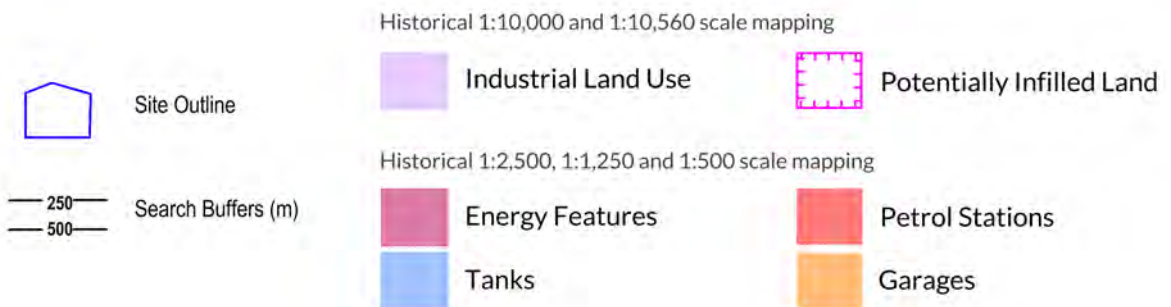 Historical 1:10,000 and 1:10,560 scale mapping
Site Outline
Industrial Land Use
Potentially Infilled Land
250
500
Search Buffers (m)
Historical 1:2,500, 1:1,250 and 1:500 scale mapping
Energy Features
Petrol Stations
Tanks
Garages